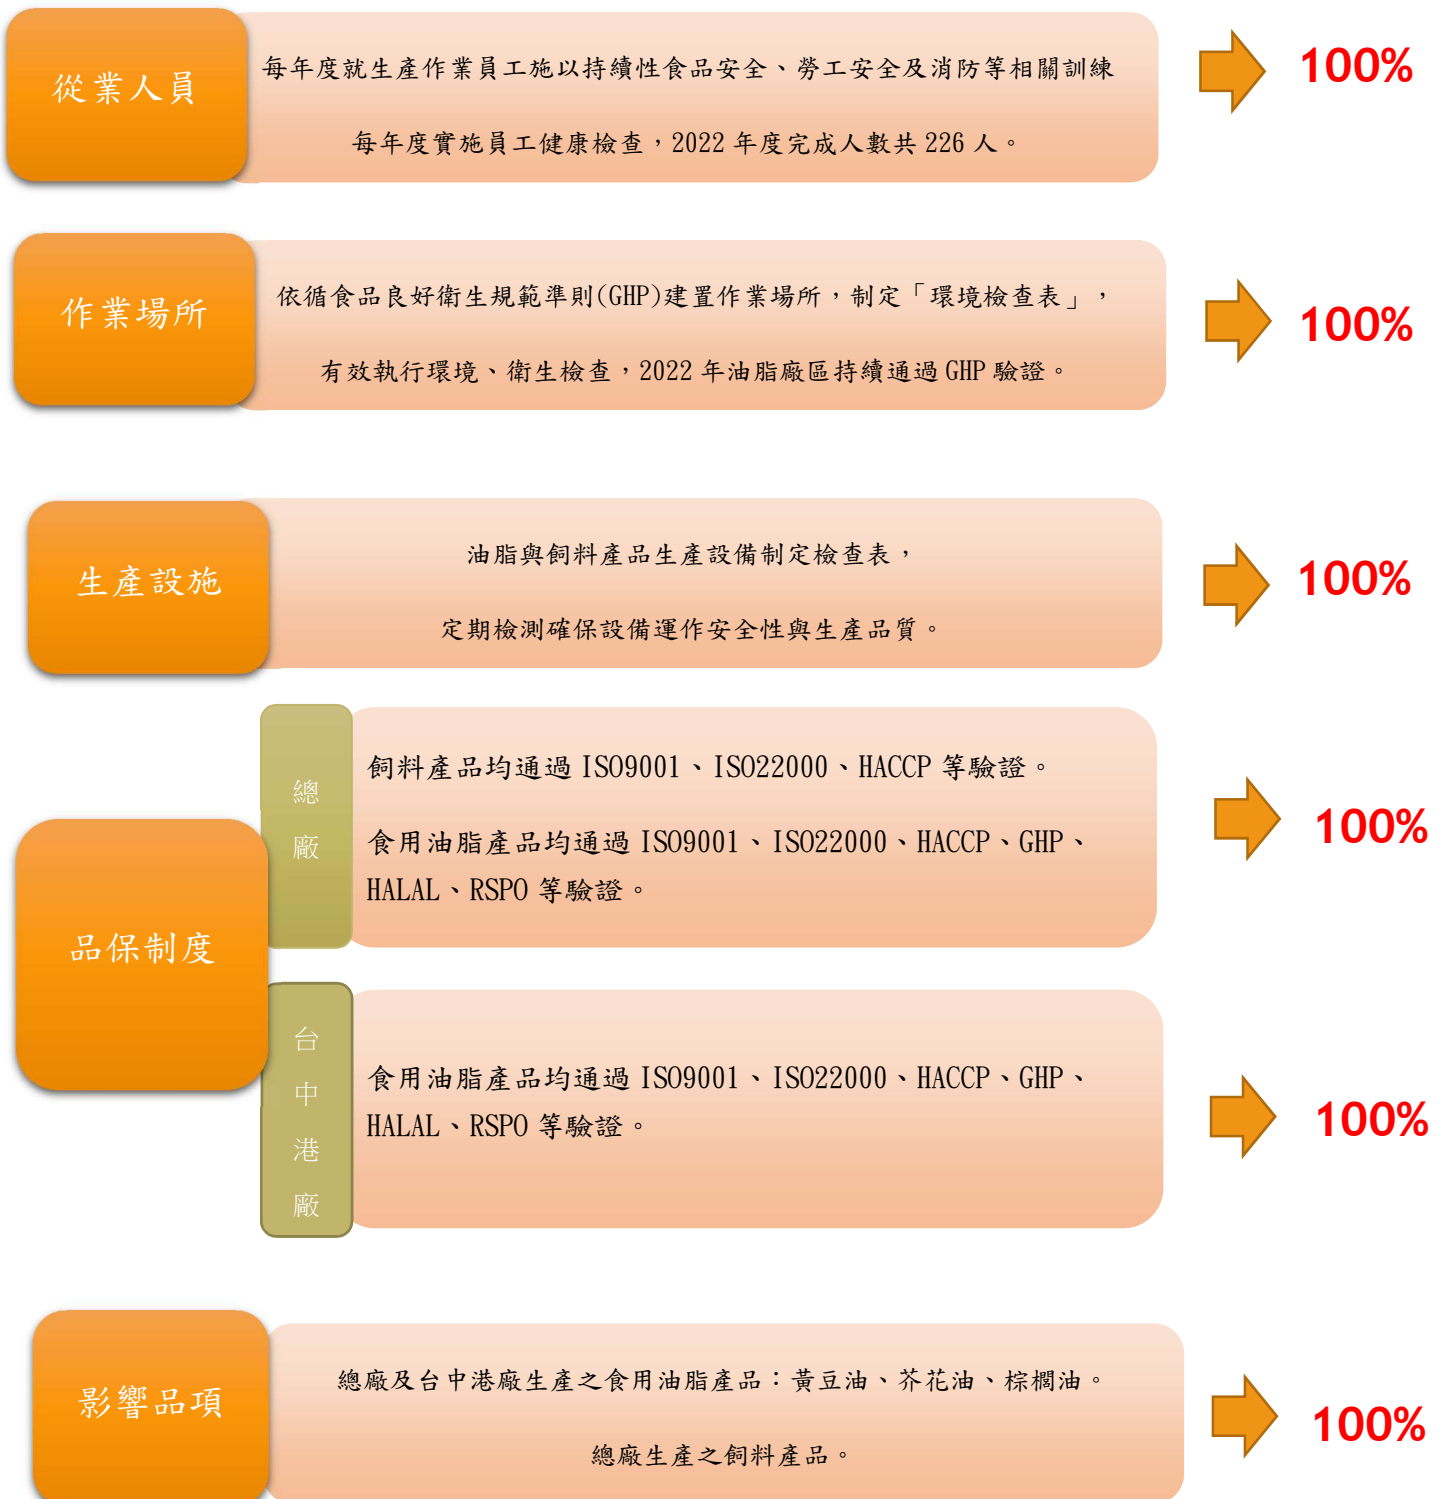 從業人員
每年度就生產作業員工施以持續性食品安全、勞工安全及消防等相關訓練
每年度實施員工健康檢查，2022 年度完成人數共 226 人。
100%
作業場所
依循食品良好衛生規範準則(GHP)建置作業場所，制定「環境檢查表」，
有效執行環境、衛生檢查，2022 年油脂廠區持續通過 GHP 驗證。
100%
生產設施
油脂與飼料產品生產設備制定檢查表，
定期檢測確保設備運作安全性與生產品質。
100%
品保制度
總廠
飼料產品均通過 ISO9001、ISO22000、HACCP 等驗證。
食用油脂產品均通過 ISO9001、ISO22000、HACCP、GHP、
HALAL、RSPO 等驗證。
100%
台中港廠
食用油脂產品均通過 ISO9001、ISO22000、HACCP、GHP、
HALAL、RSPO 等驗證。
100%
影響品項
總廠及台中港廠生產之食用油脂產品：黃豆油、芥花油、棕櫚油。
總廠生產之飼料產品。
100%